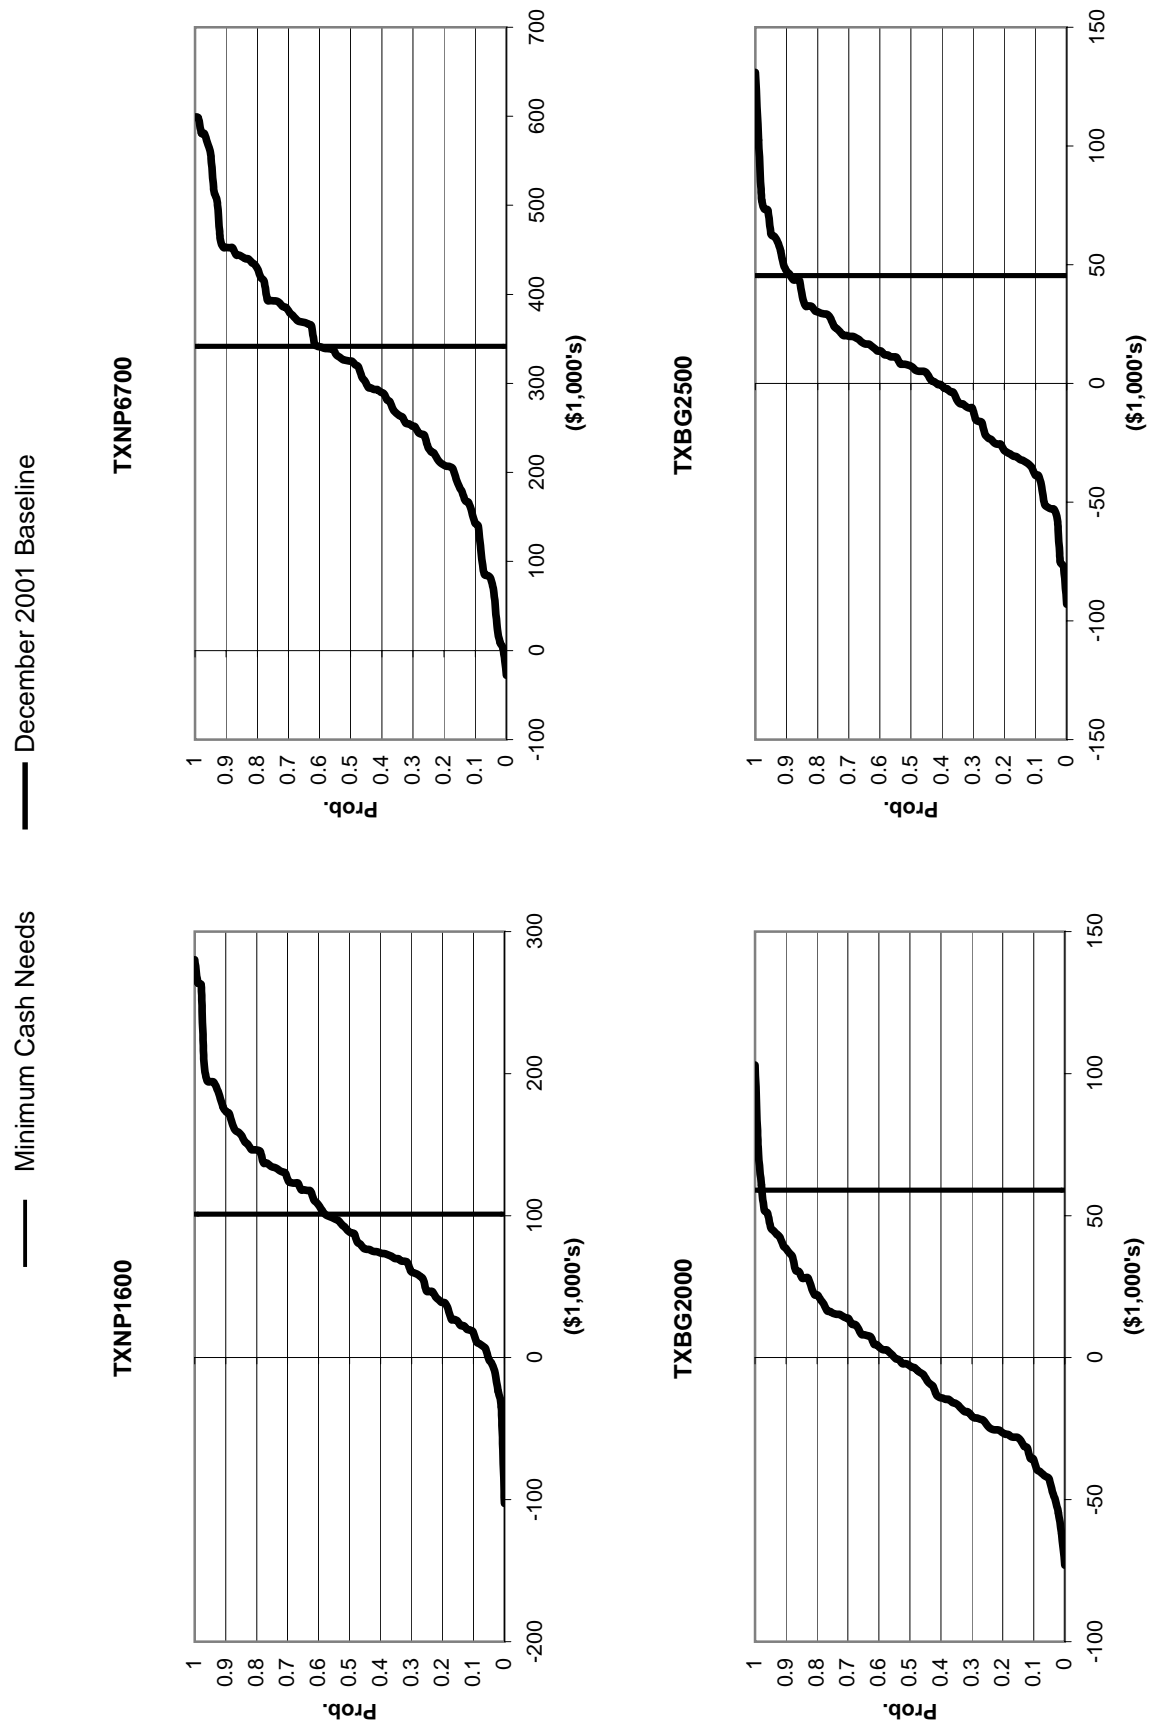 Minimum Cash Needs
December 2001 Baseline
TXNP1600
Prob.
1
0.9
0.8
0.7
0.6
0.5
0.4
0.3
0.2
0.1
0
-200 -100 0 100 200 300
($1,000's)
TXNP6700
Prob.
1
0.9
0.8
0.7
0.6
0.5
0.4
0.3
0.2
0.1
0
-100 0 100 200 300 400 500 600 700
($1,000's)
TXBG2000
Prob.
1
0.9
0.8
0.7
0.6
0.5
0.4
0.3
0.2
0.1
0
-100 -50 0 50 100 150
($1,000's)
TXBG2500
Prob.
1
0.9
0.8
0.7
0.6
0.5
0.4
0.3
0.2
0.1
0
-150 -100 -50 0 50 100 150
($1,000's)